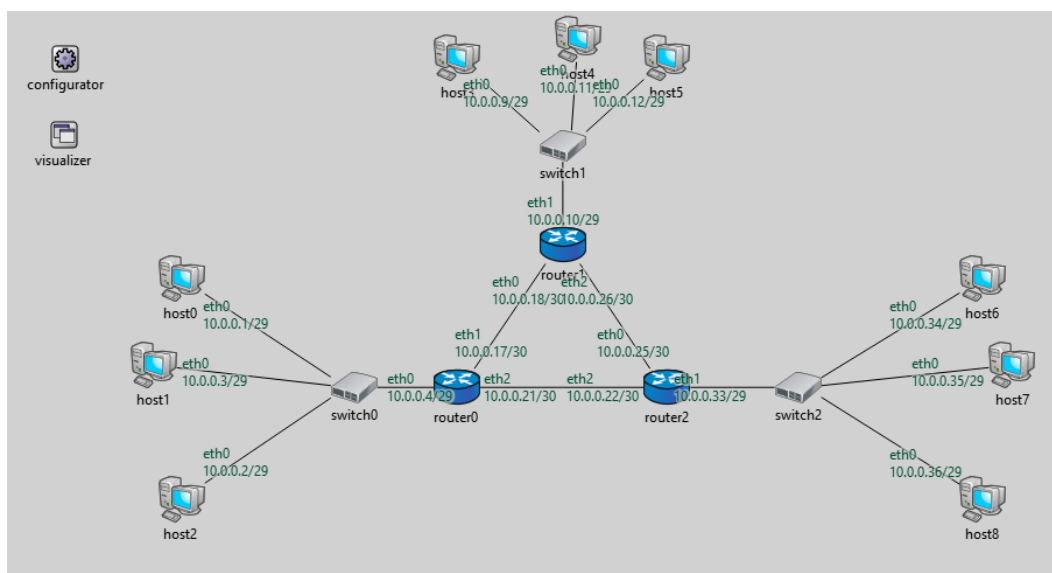 configurator
visualizer
host4
host5
eth0
eth0
eth0
10.0.0.9/29
10.0.0.12/29
switch1
eth1
10.0.0.10/29
router1
eth0
10.0.0.18/30
eth2
10.0.0.26/30
host0
eth0
10.0.0.1/29
host1
eth0
10.0.0.3/29
host2
eth0
10.0.0.2/29
switch0
eth0
10.0.0.4/29
router0
eth1
10.0.0.17/30
eth2
10.0.0.21/30
eth2
10.0.0.22/30
eth0
10.0.0.25/30
router2
eth1
10.0.0.33/29
switch2
host6
eth0
10.0.0.34/29
host7
eth0
10.0.0.35/29
host8
eth0
10.0.0.36/29